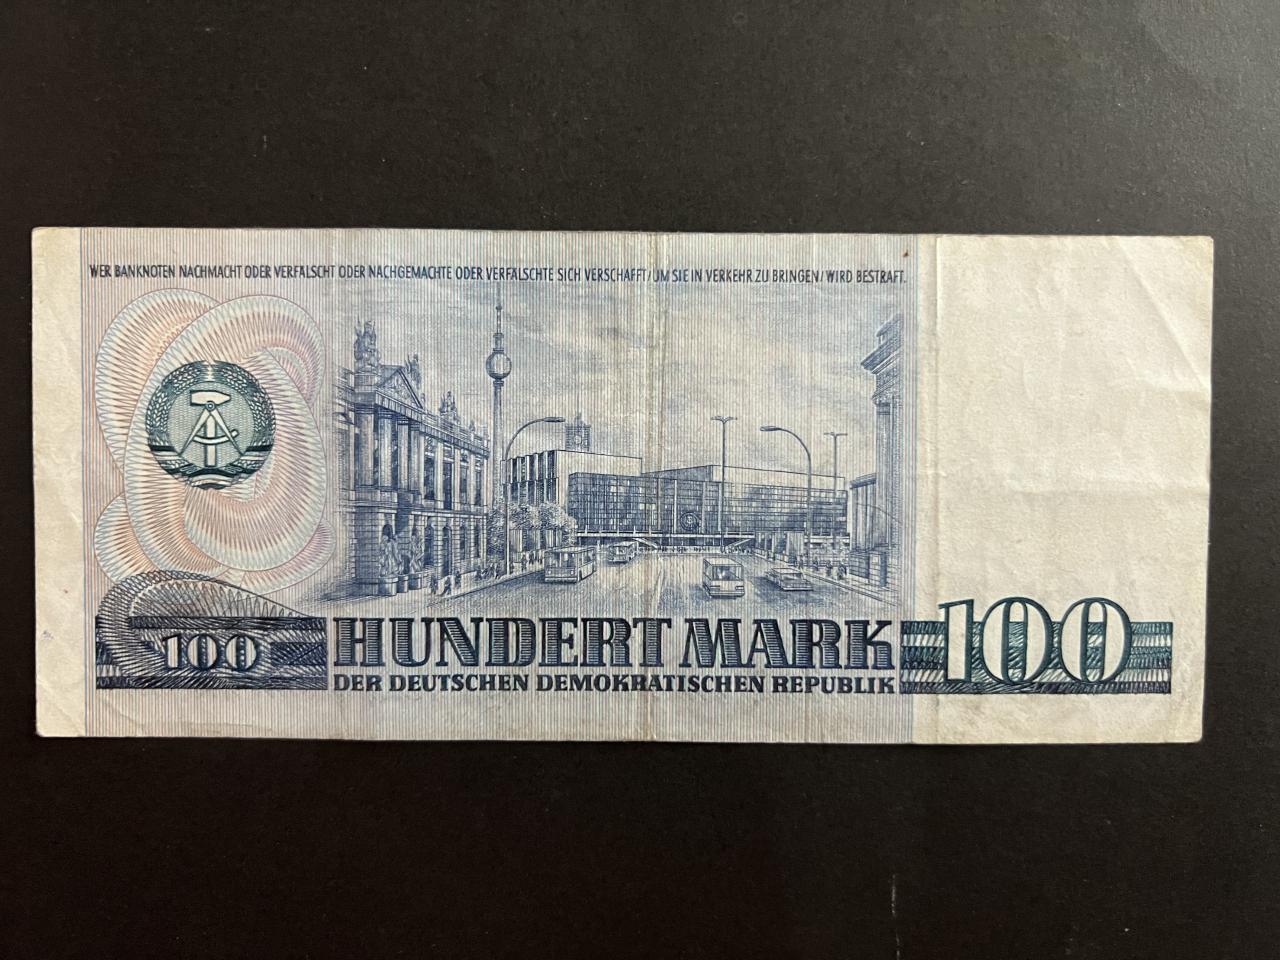 WER BANKNOTEN NACHMACHT ODER VERFÄLSCHT ODER NACHGEMACHTE ODER VERFÄLSCHTE SICH VERSCHAFFT/UM SIE IN VERKEHR ZU BRINGEN/WIRD BESTRAFT.
100 HUNDERT MARK 100
DER DEUTSCHEN DEMOKRATISCHEN REPUBLIK